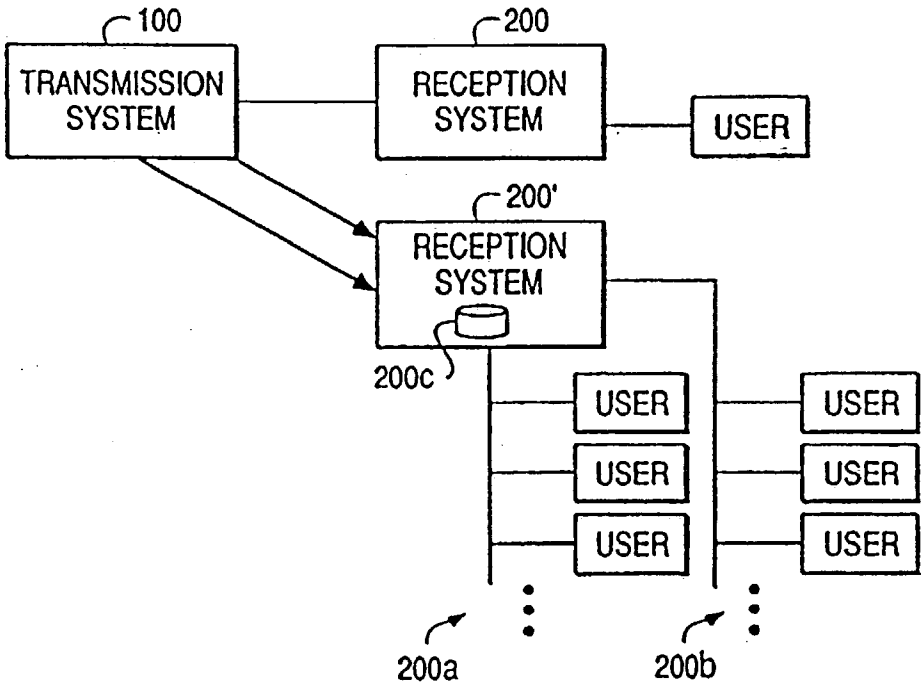 100
TRANSMISSION
SYSTEM
200
RECEPTION
SYSTEM
USER
200'
RECEPTION
SYSTEM
200c
USER
USER
USER
USER
USER
USER
200a
200b